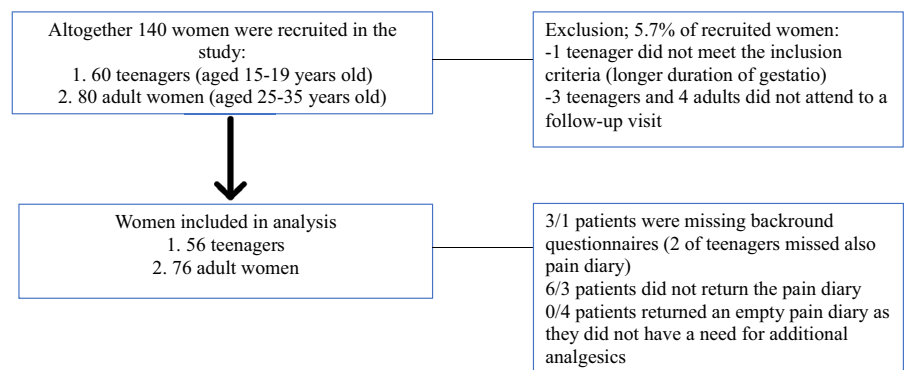 Altogether 140 women were recruited in the
study:
1. 60 teenagers (aged 15-19 years old)
2. 80 adult women (aged 25-35 years old)
Exclusion; 5.7% of recruited women:
-1 teenager did not meet the inclusion
criteria (longer duration of gestatio)
-3 teenagers and 4 adults did not attend to a
follow-up visit
Women included in analysis
1. 56 teenagers
2. 76 adult women
3/1 patients were missing backround
questionnaires (2 of teenagers missed also
pain diary)
6/3 patients did not return the pain diary
0/4 patients returned an empty pain diary as
they did not have a need for additional
analgesics